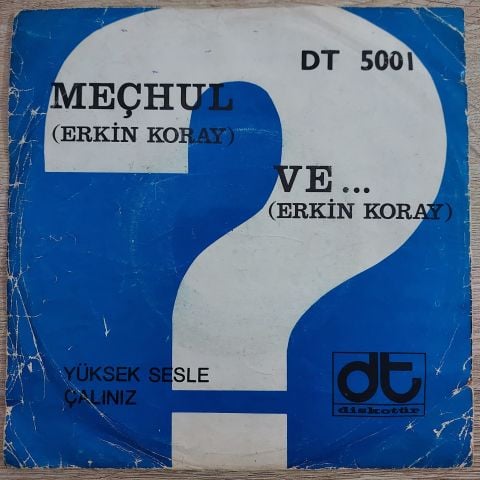 DT 5001
MEÇHUL
(ERKİN KORAY)
VE...
(ERKİN KORAY)
YÜKSEK SESLE
ÇALINIZ
dt
diskotür